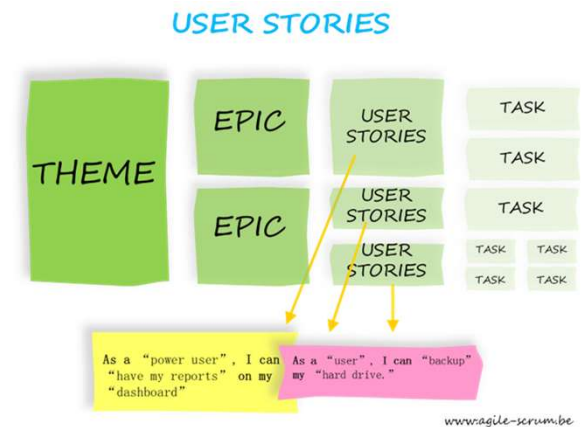 USER STORIES
THEME
EPIC
EPIC
USER
STORIES
USER
STORIES
USER
STORIES
TASK
TASK
TASK
TASK TASK
TASK TASK
As a “power user”, I can
“have my reports” on my
“dashboard”
As a “user”, I can “backup”
my “hard drive.”
www.agile-scrum.be